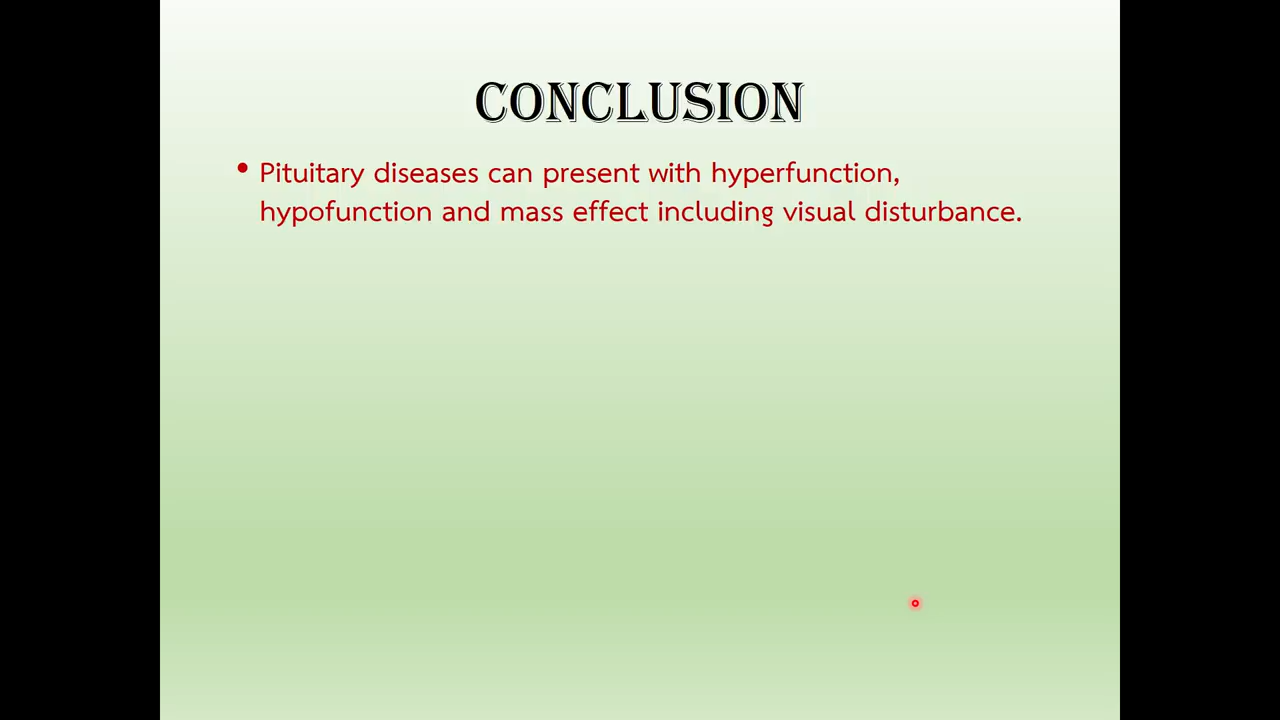 CONCLUSION
• Pituitary diseases can present with hyperfunction,
hypofunction and mass effect including visual disturbance.